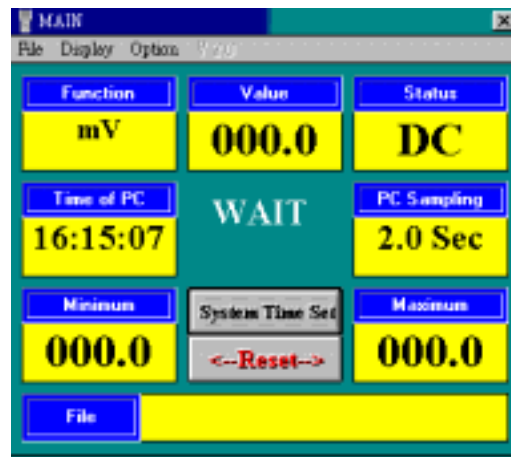 MAIN
File Display Option
Function Value Status
mV 000.0 DC
Time of PC WAIT PC Sampling
16:15:07 2.0 Sec
Minimum System Time Set Maximum
000.0 <--Reset--> 000.0
File